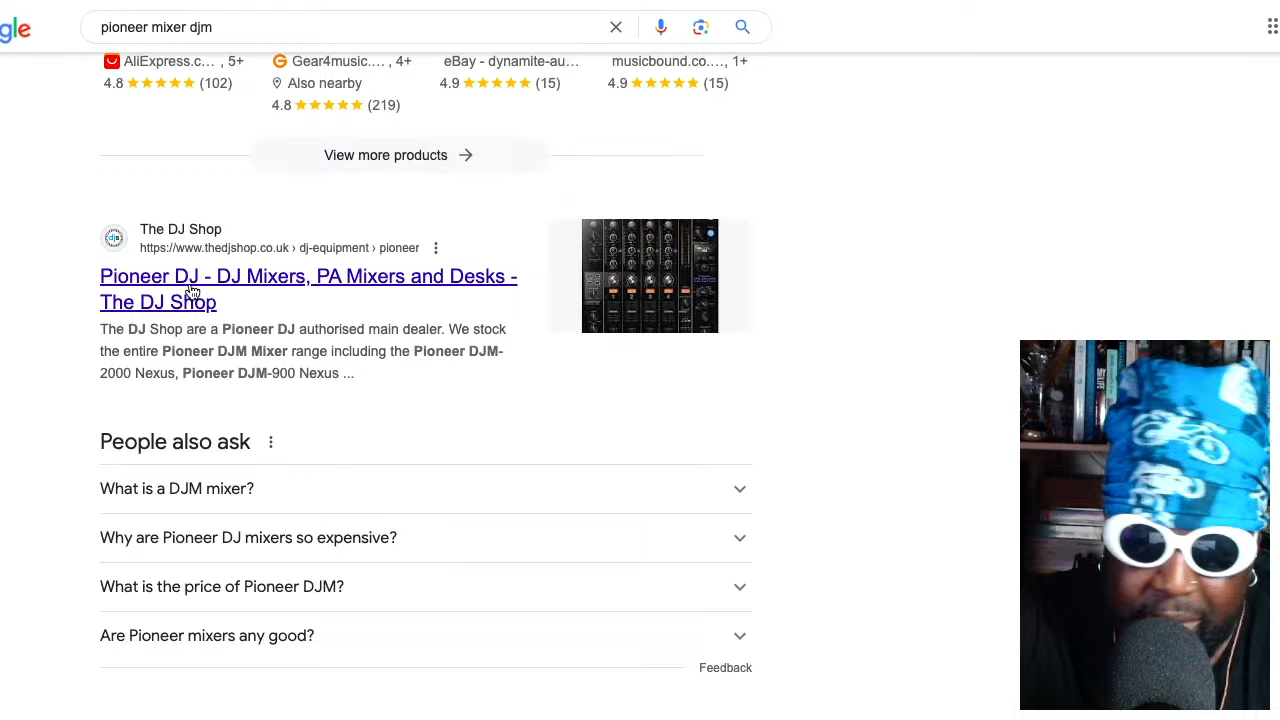 gle
pioneer mixer djm
AliExpress.c... , 5+
4.8 (102)
Gear4music.... , 4+
Also nearby
4.8 (219)
eBay - dynamite-au...
4.9 (15)
musicbound.co...., 1+
4.9 (15)
View more products
djs
The DJ Shop
https://www.thedjshop.co.uk › dj-equipment › pioneer
Pioneer DJ - DJ Mixers, PA Mixers and Desks -
The DJ Shop
The DJ Shop are a Pioneer DJ authorised main dealer. We stock
the entire Pioneer DJM Mixer range including the Pioneer DJM-
2000 Nexus, Pioneer DJM-900 Nexus ...
1 2 3 4
People also ask
What is a DJM mixer?
Why are Pioneer DJ mixers so expensive?
What is the price of Pioneer DJM?
Are Pioneer mixers any good?
Feedback